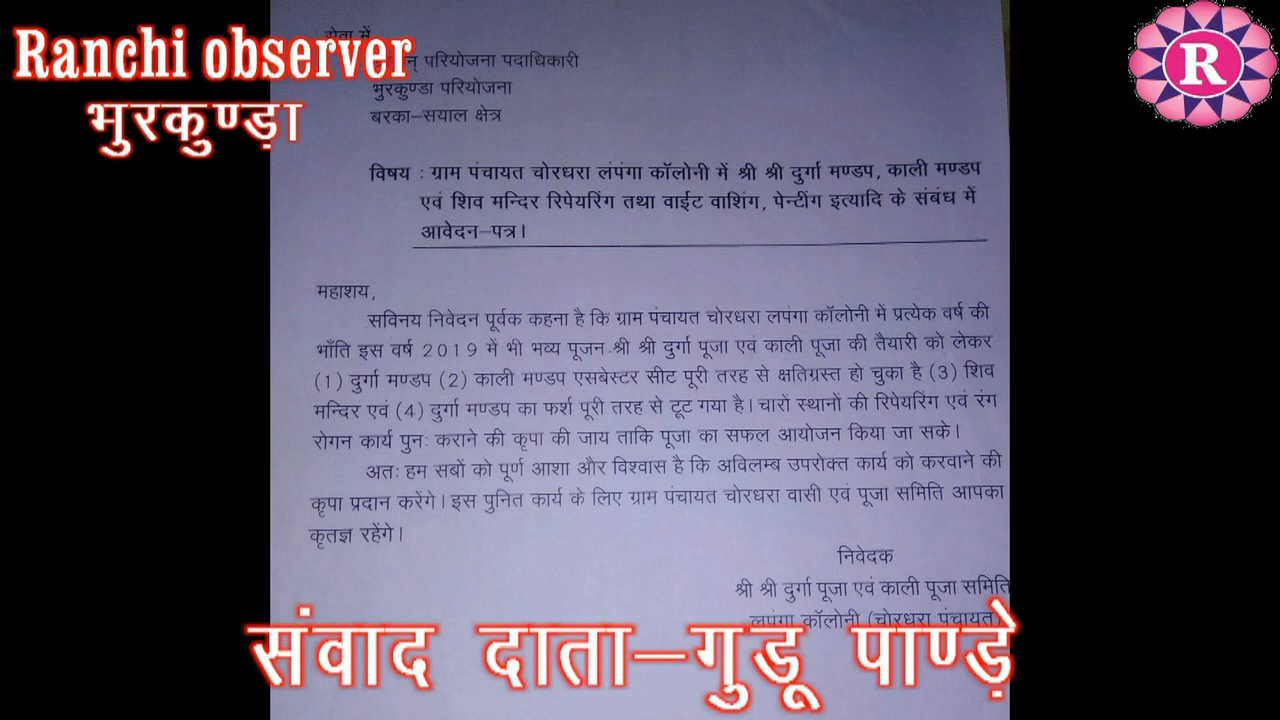 Ranchi observer
भुरकुण्ड़ा
R
सेवा में
परियोजना पदाधिकारी
भुरकुण्डा परियोजना
बरका–सयाल क्षेत्र
विषय : ग्राम पंचायत चोरधरा लंपंगा कॉलोनी में श्री श्री दुर्गा मण्डप, काली मण्डप
एवं शिव मन्दिर रिपेयरिंग तथा वाईट वाशिंग, पेन्टींग इत्यादि के संबंध में
आवेदन–पत्र।
महाशय,
सविनय निवेदन पूर्वक कहना है कि ग्राम पंचायत चोरधरा लपंगा कॉलोनी में प्रत्येक वर्ष की
भाँति इस वर्ष 2019 में भी भव्य पूजन श्री श्री दुर्गा पूजा एवं काली पूजा की तैयारी को लेकर
(1) दुर्गा मण्डप (2) काली मण्डप एसबेस्टर सीट पूरी तरह से क्षतिग्रस्त हो चुका है (3) शिव
मन्दिर एवं (4) दुर्गा मण्डप का फर्श पूरी तरह से टूट गया है। चारों स्थानों की रिपेयरिंग एवं रंग
रोगन कार्य पुनः कराने की कृपा की जाय ताकि पूजा का सफल आयोजन किया जा सके।
अतः हम सबों को पूर्ण आशा और विश्वास है कि अविलम्ब उपरोक्त कार्य को करवाने की
कृपा प्रदान करेंगे। इस पुनित कार्य के लिए ग्राम पंचायत चोरधरा वासी एवं पूजा समिति आपका
कृतज्ञ रहेंगे।
निवेदक
श्री श्री दुर्गा पूजा एवं काली पूजा समिति
लपंगा कॉलोनी (चोरधरा पंचायत)
संवाद दाता–गुडू पाण्ड़े